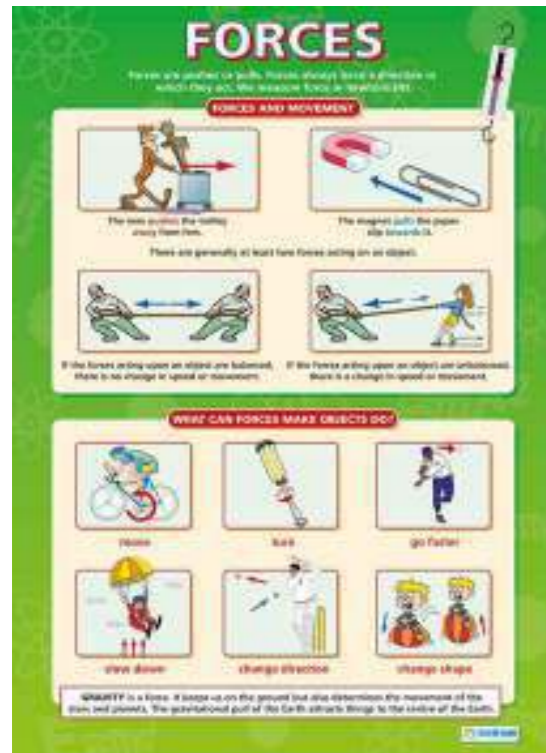 FORCES
Forces are pushes or pulls. Forces always have a direction in
which they act. We measure force in
FORCES AND MOVEMENT
The man pushes the trolley
away from him.
The magnet pulls the paper
clip towards it.
There are generally at least two forces acting on an object.
If the forces acting upon an object are balanced,
there is no change in speed or movement.
If the forces acting upon an object are unbalanced,
there is a change in speed or movement.
WHAT CAN FORCES MAKE OBJECTS DO?
move
turn
go faster
slow down
change direction
change shape
GRAVITY is a force. It keeps us on the ground but also determines the movement of the
stars and planets. The gravitational pull of the Earth attracts things to the centre of the Earth.